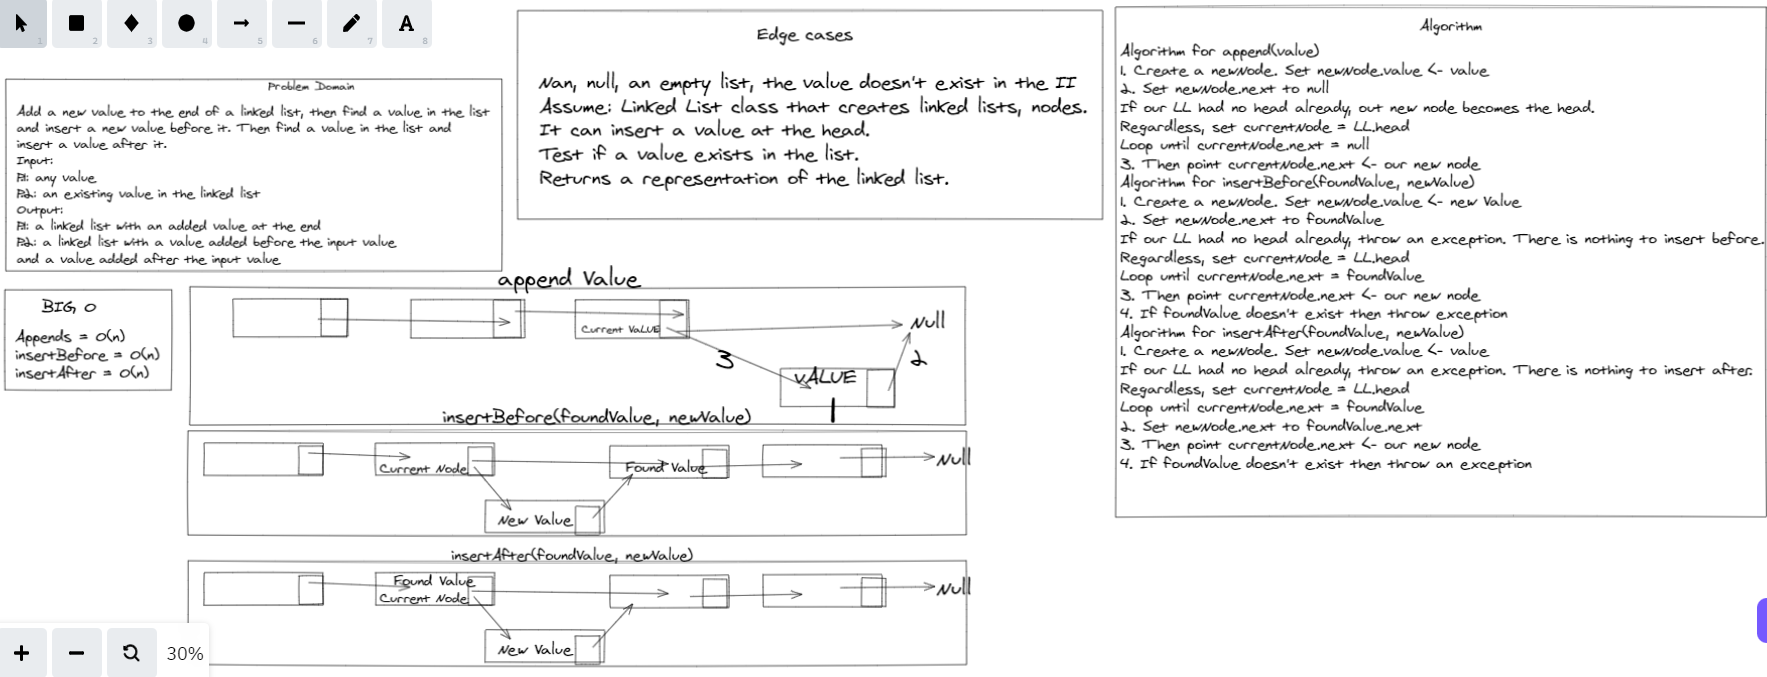 1
2
3
4
5
6
7
A
8
Problem Domain
Add a new value to the end of a linked list, then find a value in the list
and insert a new value before it. Then find a value in the list and
insert a value after it.
Input:
P1: any value
P2: an existing value in the linked list
Output:
P1: a linked list with an added value at the end
P2: a linked list with a value added before the input value
and a value added after the input value
Edge cases
Nan, null, an empty list, the value doesn't exist in the ll
Assume: Linked List class that creates linked lists, nodes.
It can insert a value at the head.
Test if a value exists in the list.
Returns a representation of the linked list.
Algorithm
Algorithm for append(value)
1. Create a newNode. Set newNode.value <- value
2. Set newNode.next to null
If our LL had no head already, out new node becomes the head.
Regardless, set currentNode = LL.head
Loop until currentNode.next = null
3. Then point currentNode.next <- our new node
Algorithm for insertBefore(foundValue, newValue)
1. Create a newNode. Set newNode.value <- new Value
2. Set newNode.next to foundValue
If our LL had no head already, throw an exception. There is nothing to insert before.
Regardless, set currentNode = LL.head
Loop until currentNode.next = foundValue
3. Then point currentNode.next <- our new node
4. If foundValue doesn't exist then throw exception
Algorithm for insertAfter(foundValue, newValue)
1. Create a newNode. Set newNode.value <- value
If our LL had no head already, throw an exception. There is nothing to insert after.
Regardless, set currentNode = LL.head
Loop until currentNode.next = foundValue
2. Set newNode.next to foundValue.next
3. Then point currentNode.next <- our new node
4. If foundValue doesn't exist then throw an exception
BIG O
Appends = O(n)
insertBefore = O(n)
insertAfter = O(n)
append Value
Current VaLUE
Null
3
2
vALUE
1
insertBefore(foundValue, newValue)
Current Node
Found Value
Null
New Value
insertAfter(foundValue, newValue)
Found Value
Current Node
Null
New Value
30%